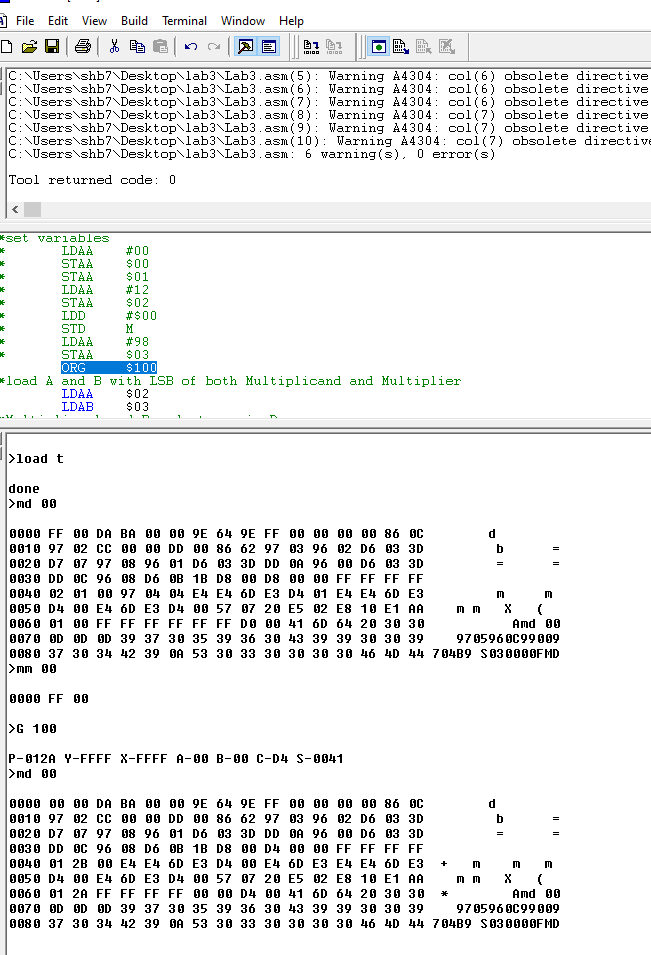 File Edit View Build Terminal Window Help
C:\Users\shb7\Desktop\lab3\Lab3.asm(5): Warning A4304: col(6) obsolete directive
C:\Users\shb7\Desktop\lab3\Lab3.asm(6): Warning A4304: col(6) obsolete directive
C:\Users\shb7\Desktop\lab3\Lab3.asm(7): Warning A4304: col(6) obsolete directive
C:\Users\shb7\Desktop\lab3\Lab3.asm(8): Warning A4304: col(7) obsolete directive
C:\Users\shb7\Desktop\lab3\Lab3.asm(9): Warning A4304: col(7) obsolete directive
C:\Users\shb7\Desktop\lab3\Lab3.asm(10): Warning A4304: col(7) obsolete directive
C:\Users\shb7\Desktop\lab3\Lab3.asm: 6 warning(s), 0 error(s)
Tool returned code: 0
*set variables
* LDAA #00
* STAA $00
* STAA $01
* LDAA #12
* STAA $02
* LDD #$00
* STD M
* LDAA #98
* STAA $03
ORG $100
*load A and B with LSB of both Multiplicand and Multiplier
LDAA $02
LDAB $03
>load t
done
>md 00
0000 FF 00 DA BA 00 00 9E 64 9E FF 00 00 00 00 86 0C d
0010 97 02 CC 00 00 DD 00 86 62 97 03 96 02 D6 03 3D b =
0020 D7 07 97 08 96 01 D6 03 3D DD 0A 96 00 D6 03 3D = =
0030 DD 0C 96 08 D6 0B 1B D8 00 D8 00 00 FF FF FF FF
0040 02 01 00 97 04 04 E4 E4 6D E3 D4 01 E4 E4 6D E3 m m
0050 D4 00 E4 6D E3 D4 00 57 07 20 E5 02 E8 10 E1 AA m m X (
0060 01 00 FF FF FF FF FF FF D0 00 41 6D 64 20 30 30 Amd 00
0070 0D 0D 0D 39 37 30 35 39 36 30 43 39 39 30 30 39 9705960C99009
0080 37 30 34 42 39 0A 53 30 33 30 30 30 30 46 4D 44 704B9 S030000FMD
>mm 00
0000 FF 00
>G 100
P-012A Y-FFFF X-FFFF A-00 B-00 C-D4 S-0041
>md 00
0000 00 00 DA BA 00 00 9E 64 9E FF 00 00 00 00 86 0C d
0010 97 02 CC 00 00 DD 00 86 62 97 03 96 02 D6 03 3D b =
0020 D7 07 97 08 96 01 D6 03 3D DD 0A 96 00 D6 03 3D = =
0030 DD 0C 96 08 D6 0B 1B D8 00 D4 00 00 FF FF FF FF
0040 01 2B 00 E4 E4 6D E3 D4 00 E4 6D E3 E4 E4 6D E3 + m m m
0050 D4 00 E4 6D E3 D4 00 57 07 20 E5 02 E8 10 E1 AA m m X (
0060 01 2A FF FF FF FF 00 00 D4 00 41 6D 64 20 30 30 * Amd 00
0070 0D 0D 0D 39 37 30 35 39 36 30 43 39 39 30 30 39 9705960C99009
0080 37 30 34 42 39 0A 53 30 33 30 30 30 30 46 4D 44 704B9 S030000FMD